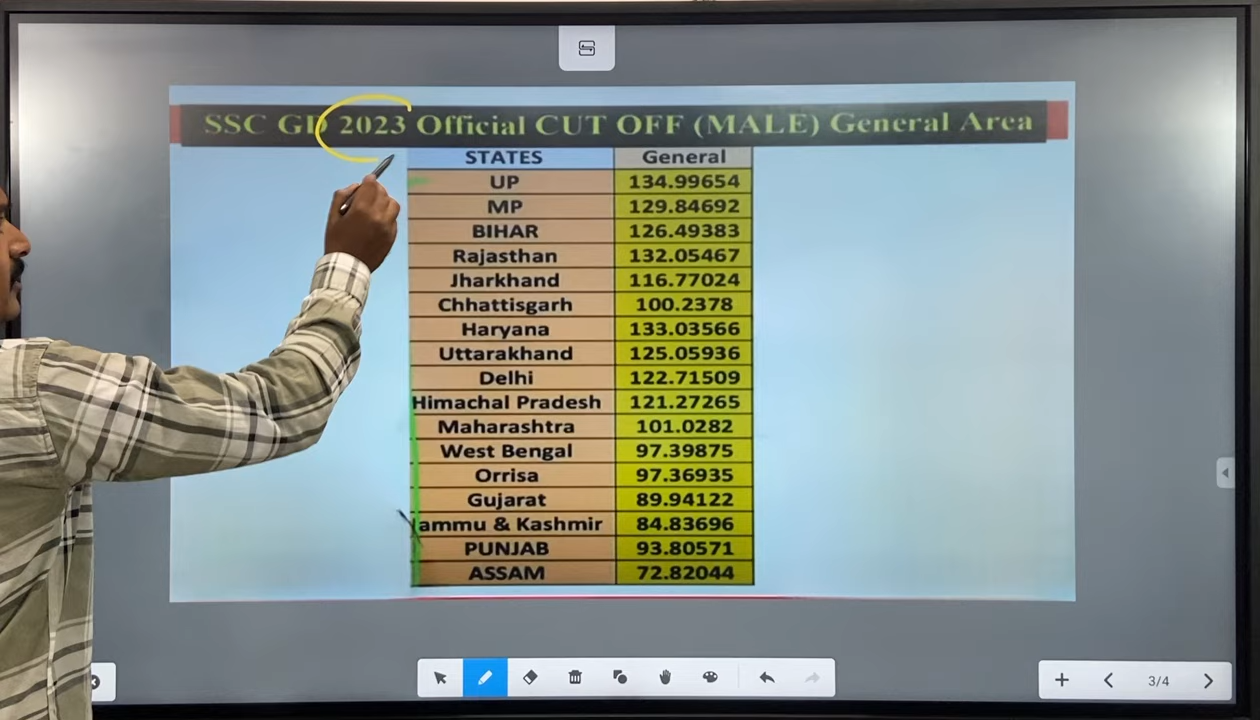 SSC GD 2023 Official CUT OFF (MALE) General Area
STATES General
UP 134.99654
MP 129.84692
BIHAR 126.49383
Rajasthan 132.05467
Jharkhand 116.77024
Chhattisgarh 100.2378
Haryana 133.03566
Uttarakhand 125.05936
Delhi 122.71509
Himachal Pradesh 121.27265
Maharashtra 101.0282
West Bengal 97.39875
Orrisa 97.36935
Gujarat 89.94122
Jammu & Kashmir 84.83696
PUNJAB 93.80571
ASSAM 72.82044
3/4